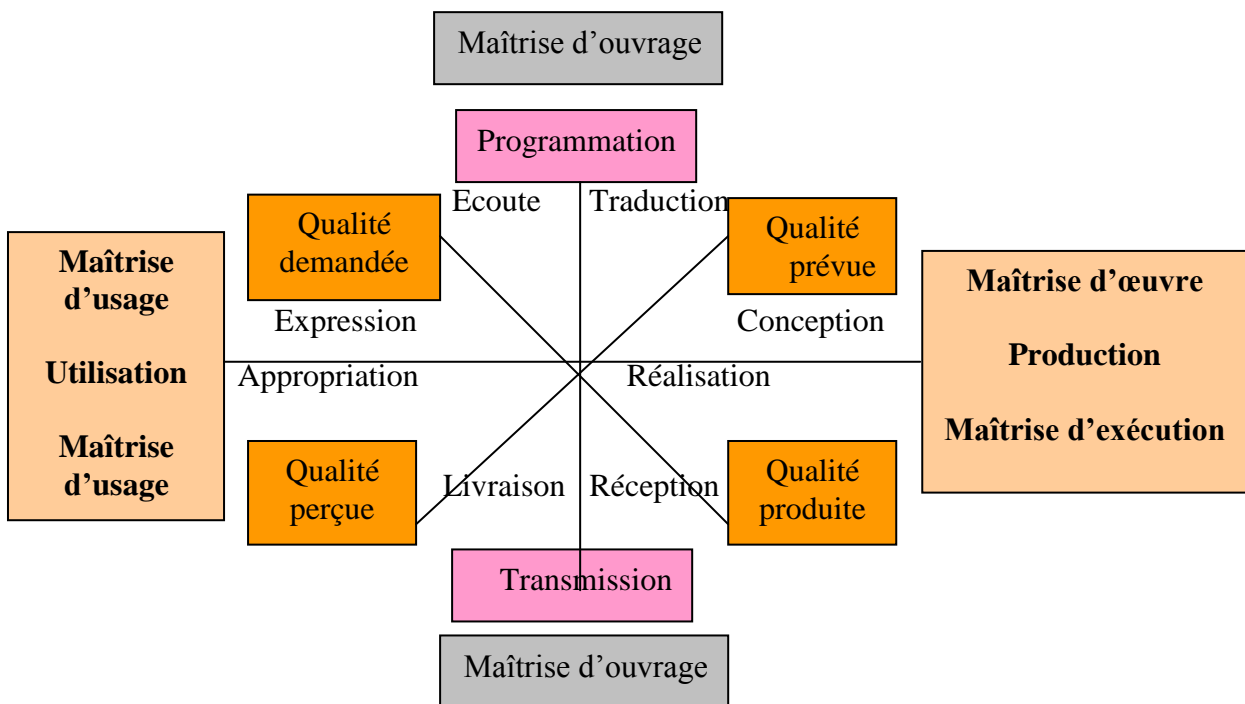 Maîtrise d’ouvrage
Programmation
Ecoute
Traduction
Qualité
demandée
Qualité
prévue
Maîtrise
d’usage
Utilisation
Maîtrise
d’usage
Maîtrise d’œuvre
Production
Maîtrise d’exécution
Expression
Conception
Appropriation
Réalisation
Qualité
perçue
Livraison
Réception
Qualité
produite
Transmission
Maîtrise d’ouvrage